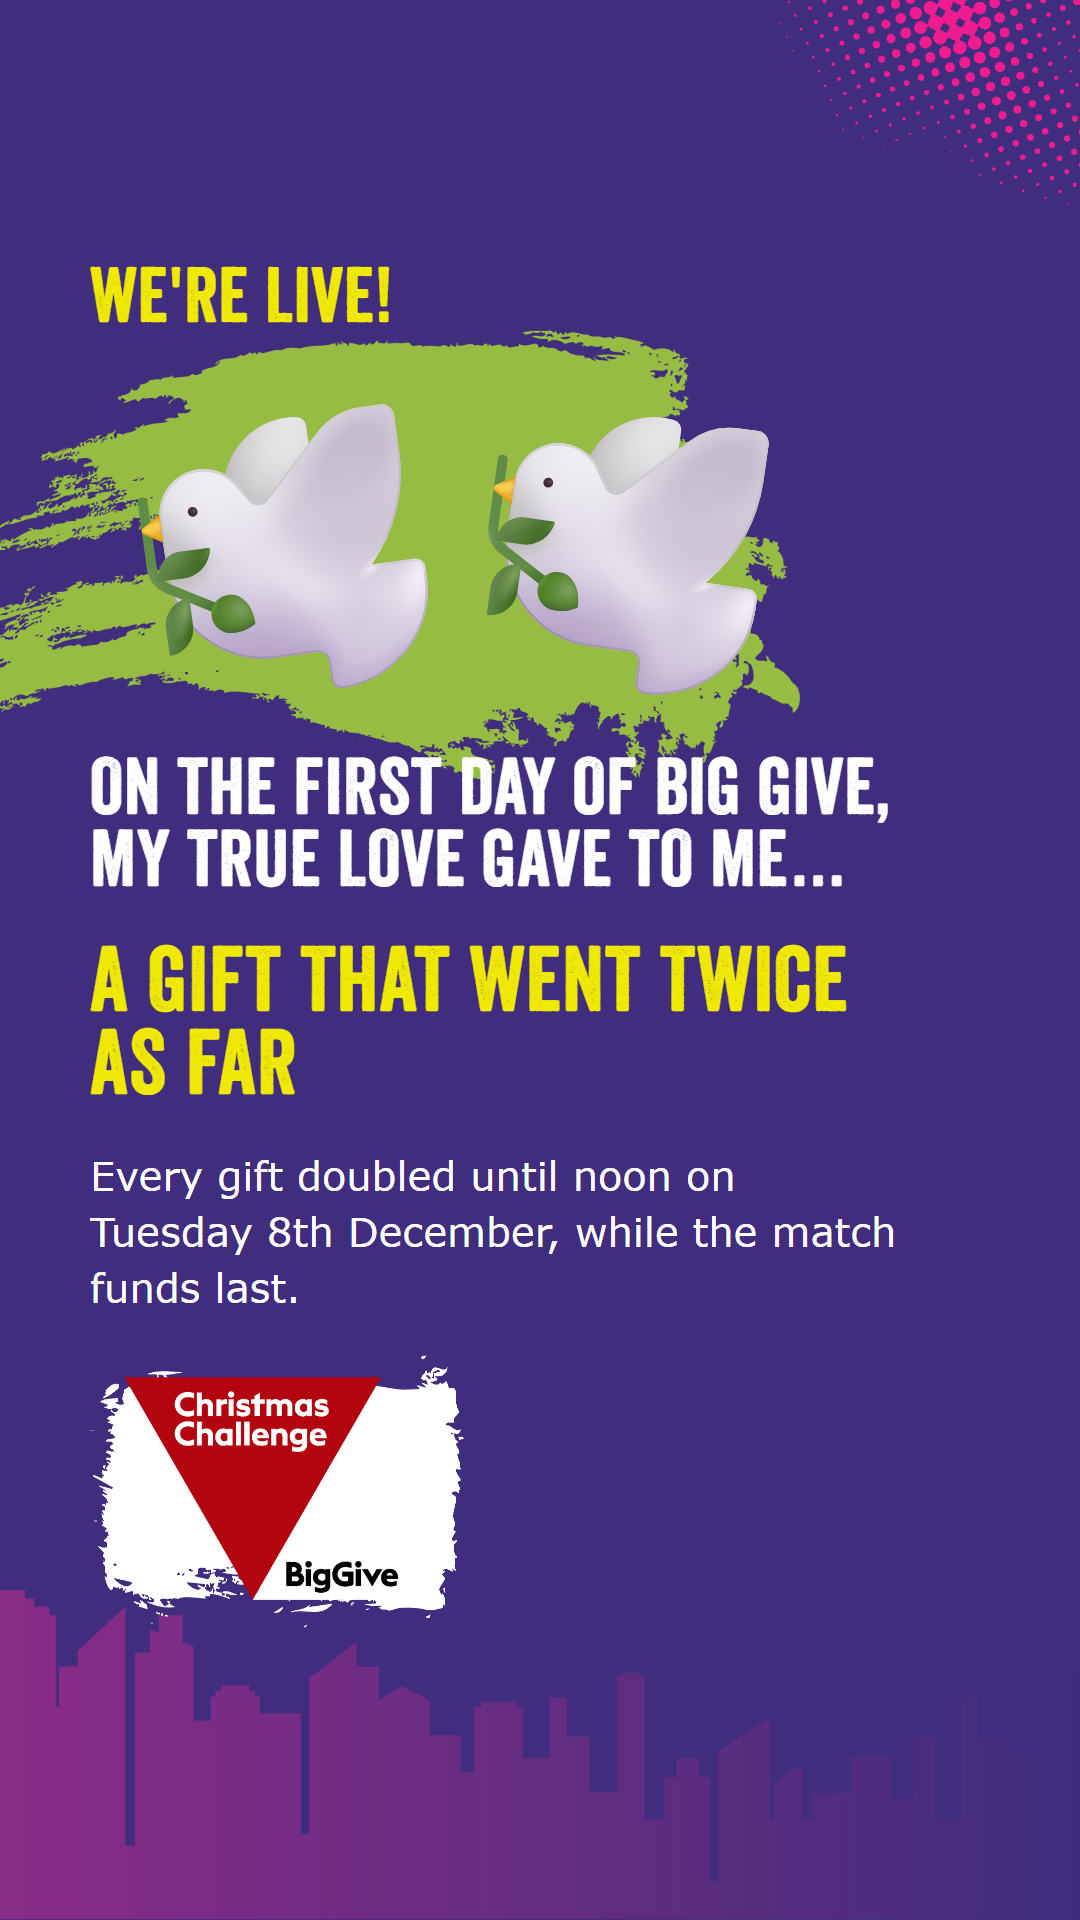 WE'RE LIVE!
ON THE FIRST DAY OF BIG GIVE,
MY TRUE LOVE GAVE TO ME...
A GIFT THAT WENT TWICE
AS FAR
Every gift doubled until noon on
Tuesday 8th December, while the match
funds last.
Christmas
Challenge
BigGive